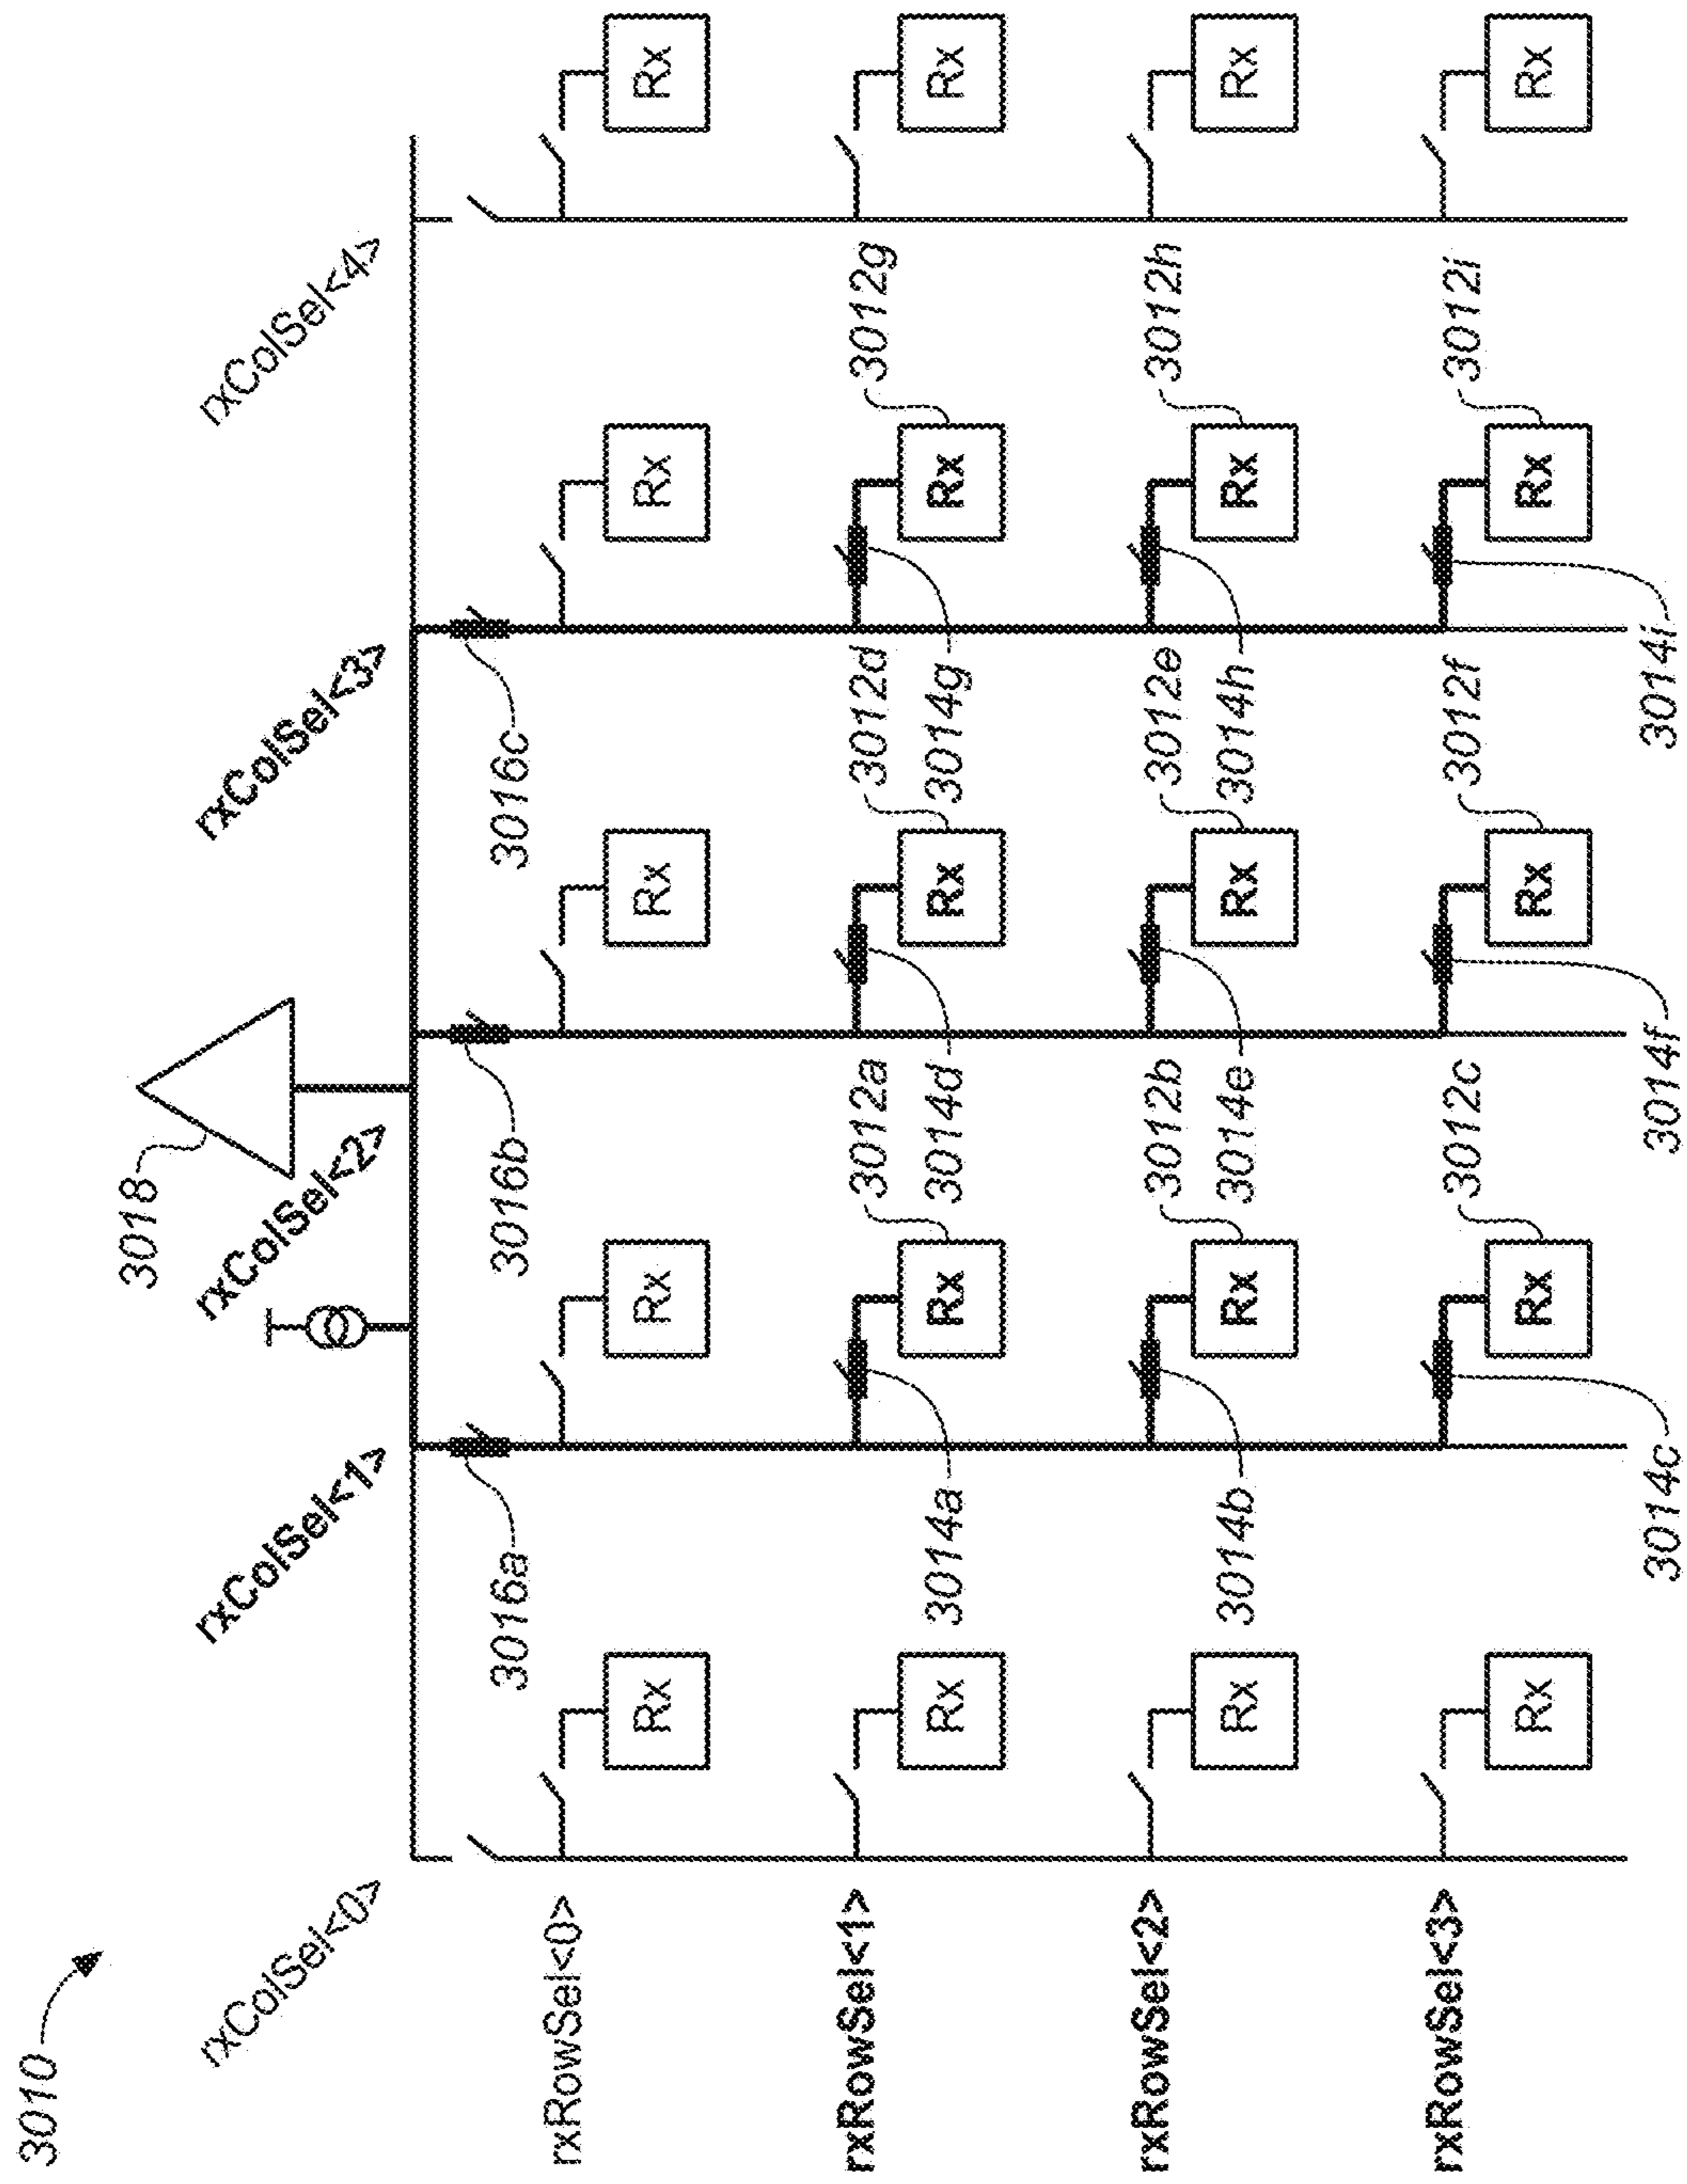 3010
3018
rxColSel<0> rxColSel<1> rxColSel<2> rxColSel<3> rxColSel<4>
3016a 3016b 3016c
rxRowSel<0>
Rx Rx Rx Rx Rx
rxRowSel<1> 3012a 3012d 3012g
Rx 3014a Rx 3014d Rx 3014g Rx Rx
rxRowSel<2> 3012b 3012e 3012h
Rx 3014b Rx 3014e Rx 3014h Rx Rx
rxRowSel<3> 3012c 3012f 3012i
Rx Rx Rx Rx Rx
3014c 3014f 3014i